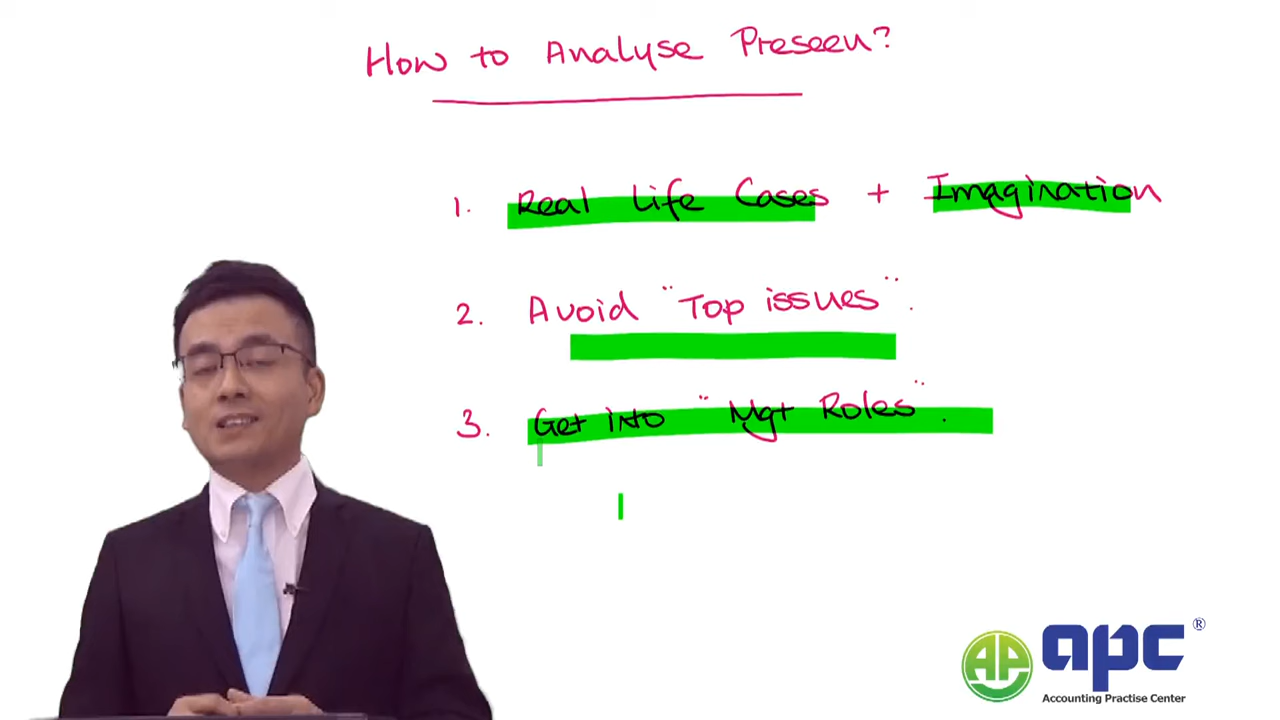 How to Analyse Preseen?
1. Real Life Cases + Imagination
2. Avoid "Top issues".
3. Get into "Mgt Roles".
AP apc ®
Accounting Practise Center